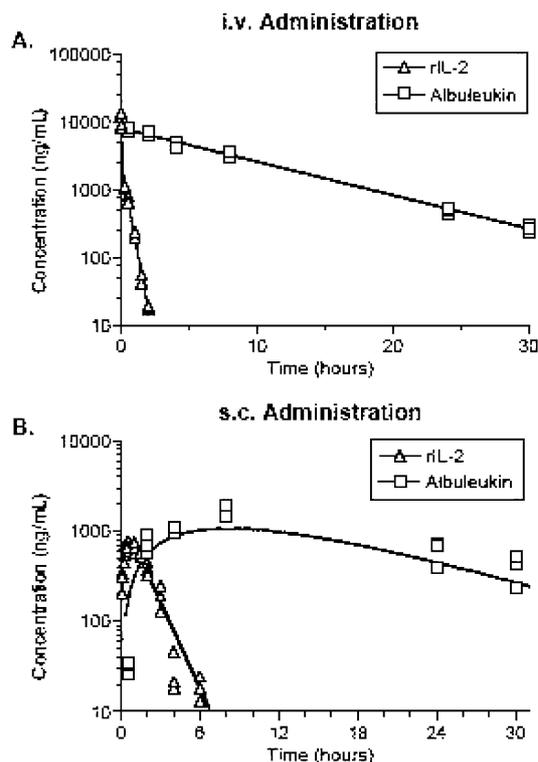 i.v. Administration
A.
100000
10000
1000
100
10
Concentration (ng/mL)
rIL-2
Albuleukin
0 10 20 30
Time (hours)
s.c. Administration
B.
10000
1000
100
10
Concentration (ng/mL)
rIL-2
Albuleukin
0 6 12 18 24 30
Time (hours)